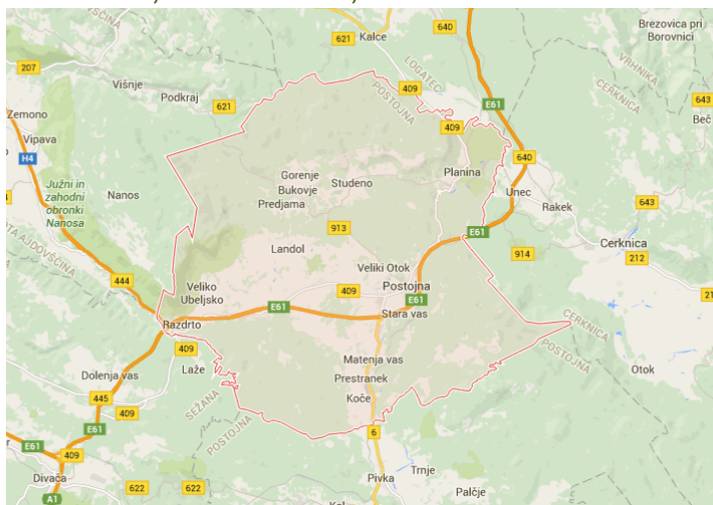 Brezovica pri
Borovnici
640
621
Kalce
LOGATEC
POSTOJNA
VRHNIKA
CERKNICA
207
Višnje
Podkraj
621
409
E61
643
Beč
Zemono
Vipava
H4
409
640
Planina
Unec
Rakek
Gorenje
Bukovje
Studeno
Predjama
Južni in
zahodni
obronki
Nanosa
Nanos
643
913
E61
Cerknica
914
212
Landol
Veliki Otok
444
Veliko
Ubeljsko
409
Postojna
E61
E61
Stara vas
Razdrto
CERKNICA
POSTOJNA
409
Laže
Matenja vas
Prestranek
Koče
Otok
Dolenja vas
445
409
SEŽANA
POSTOJNA
E61
E61
6
409
Divača
A1
622
622
Pivka
Trnje
Palčje